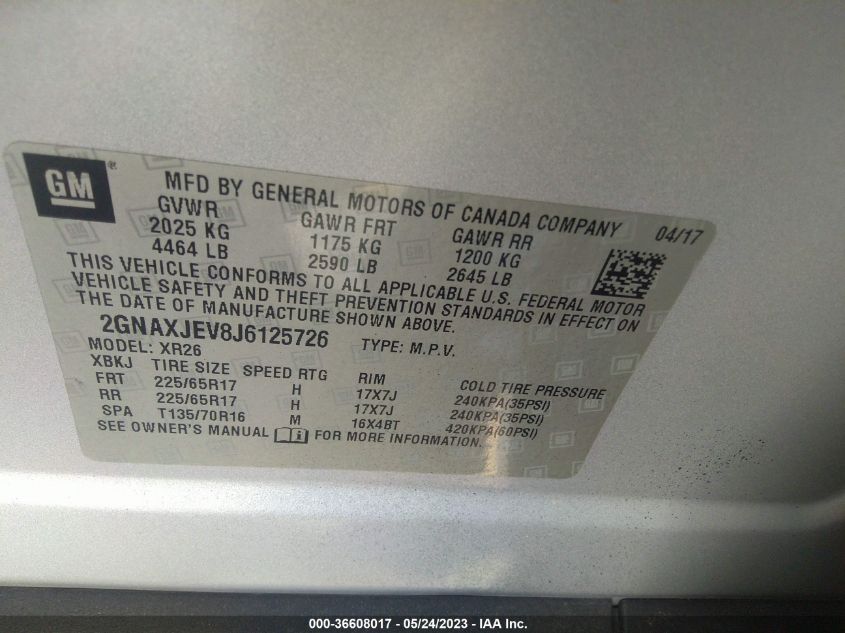 GM ® MFD BY GENERAL MOTORS OF CANADA COMPANY 04/17
GVWR GAWR FRT GAWR RR
2025 KG 1175 KG 1200 KG
4464 LB 2590 LB 2645 LB
THIS VEHICLE CONFORMS TO ALL APPLICABLE U.S. FEDERAL MOTOR
VEHICLE SAFETY AND THEFT PREVENTION STANDARDS IN EFFECT ON
THE DATE OF MANUFACTURE SHOWN ABOVE.
2GNAXJEV8J6125726 TYPE: M.P.V.
MODEL: XR26
XBKJ TIRE SIZE SPEED RTG RIM COLD TIRE PRESSURE
FRT 225/65R17 H 17X7J 240KPA(35PSI)
RR 225/65R17 H 17X7J 240KPA(35PSI)
SPA T135/70R16 M 16X4BT 420KPA(60PSI)
SEE OWNER'S MANUAL i FOR MORE INFORMATION.
000-36608017 - 05/24/2023 - IAA Inc.